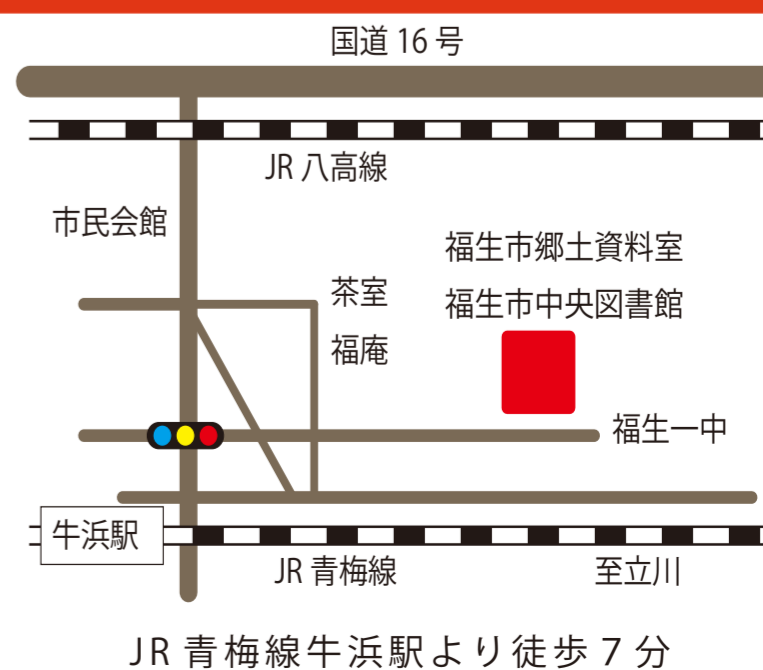 国道 16 号
JR 八高線
市民会館
福生市郷土資料室
茶室
福生市中央図書館
福庵
福生一中
牛浜駅
JR 青梅線
至立川
JR 青梅線牛浜駅より徒歩 7 分